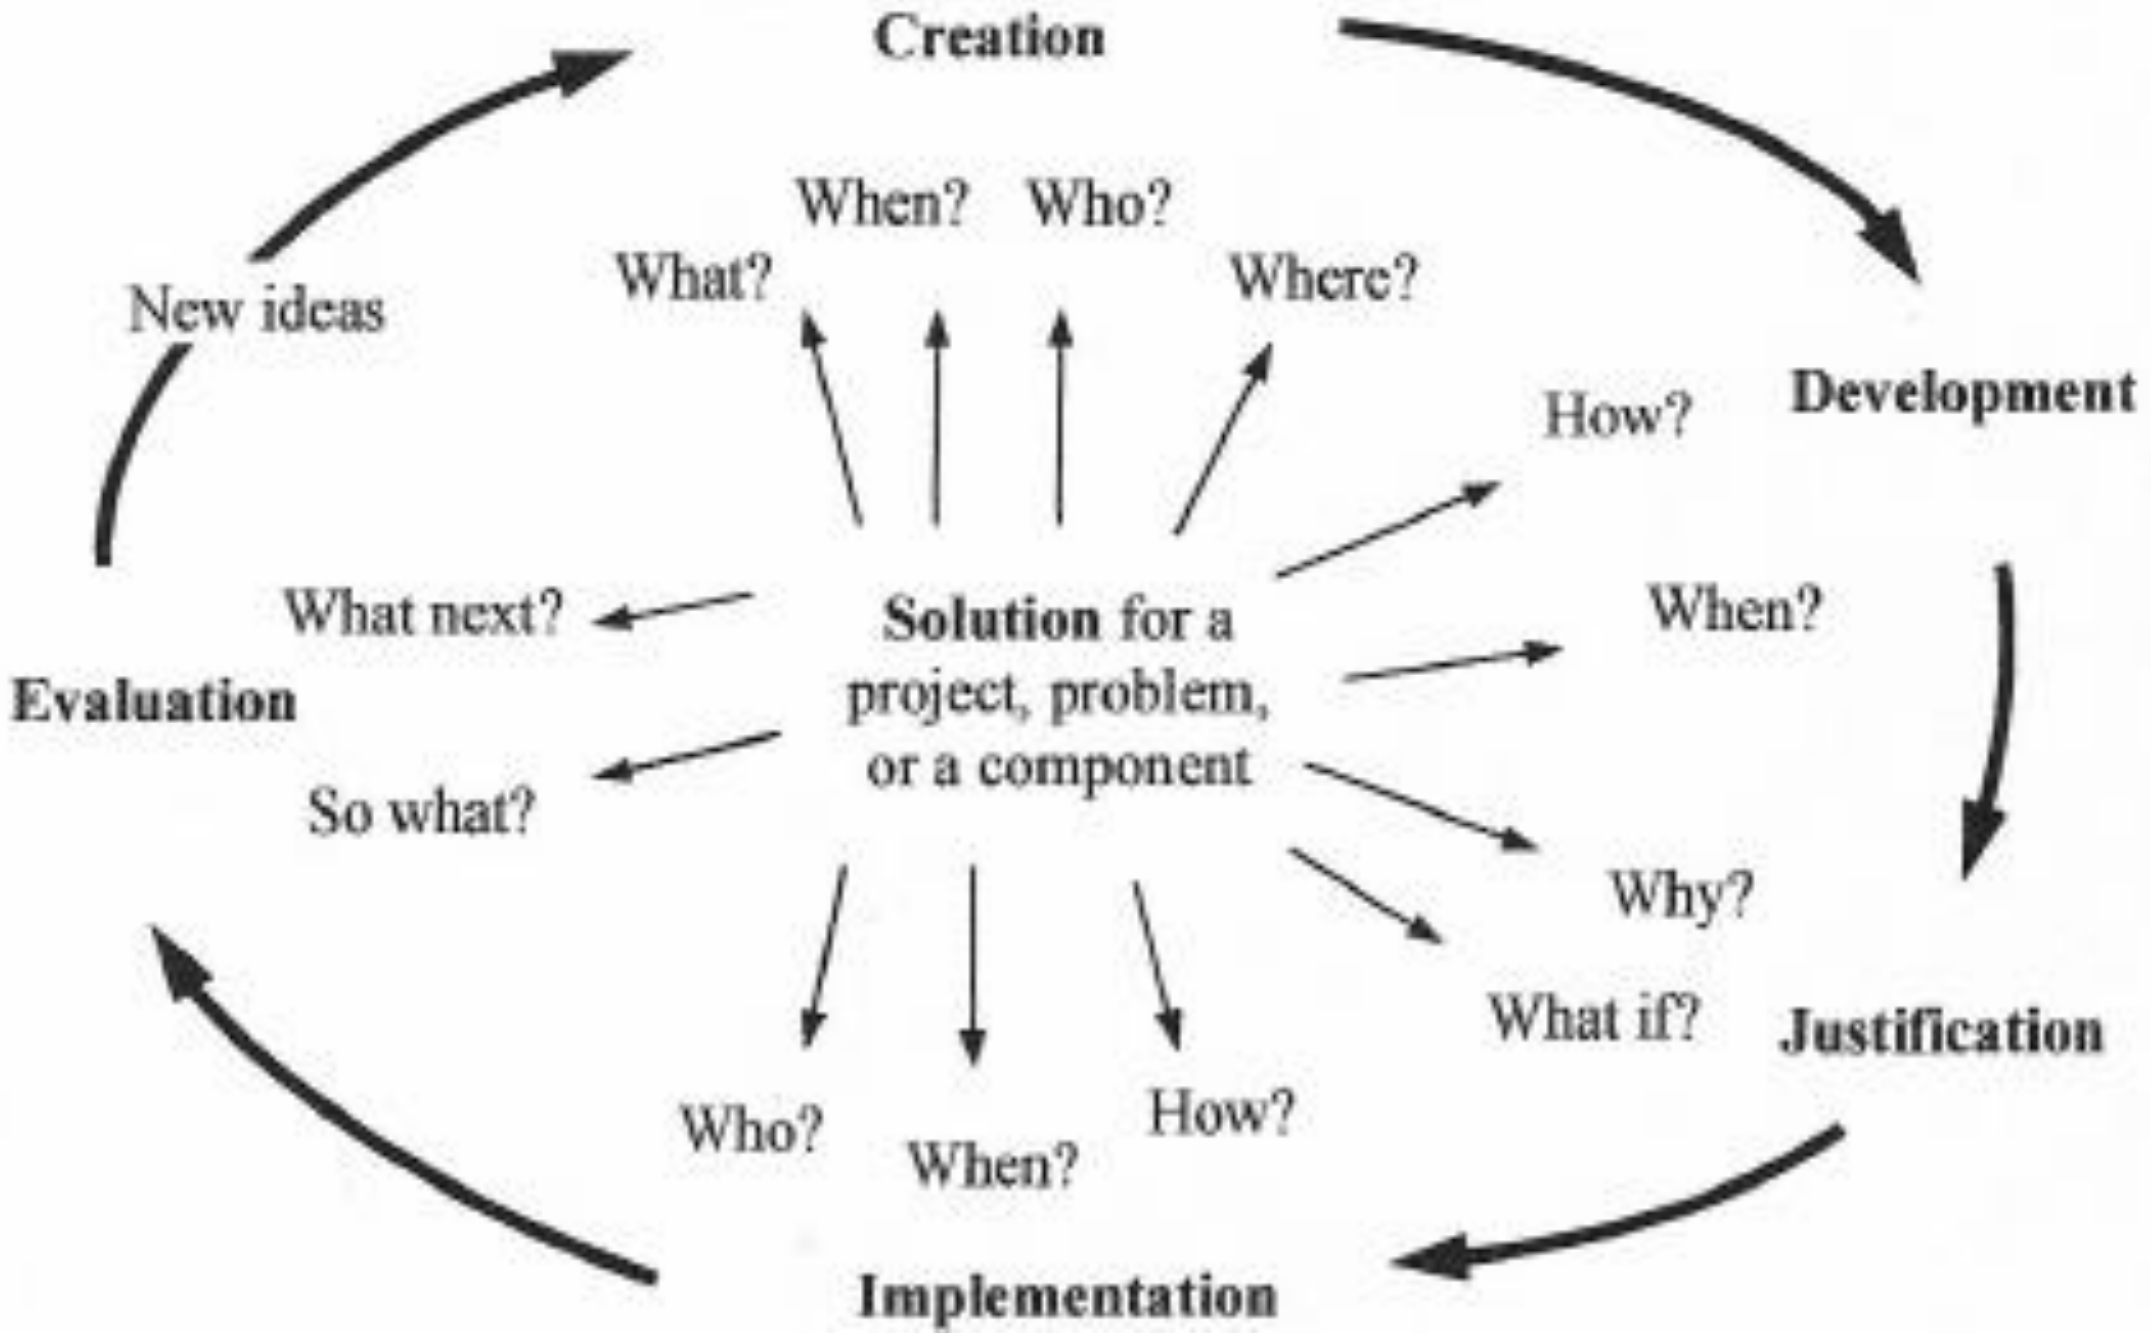 Creation
When? Who?
What?
Where?
New ideas
How?
Development
What next?
Solution for a
project, problem,
or a component
When?
Evaluation
So what?
Why?
What if?
Justification
Who?
When?
How?
Implementation